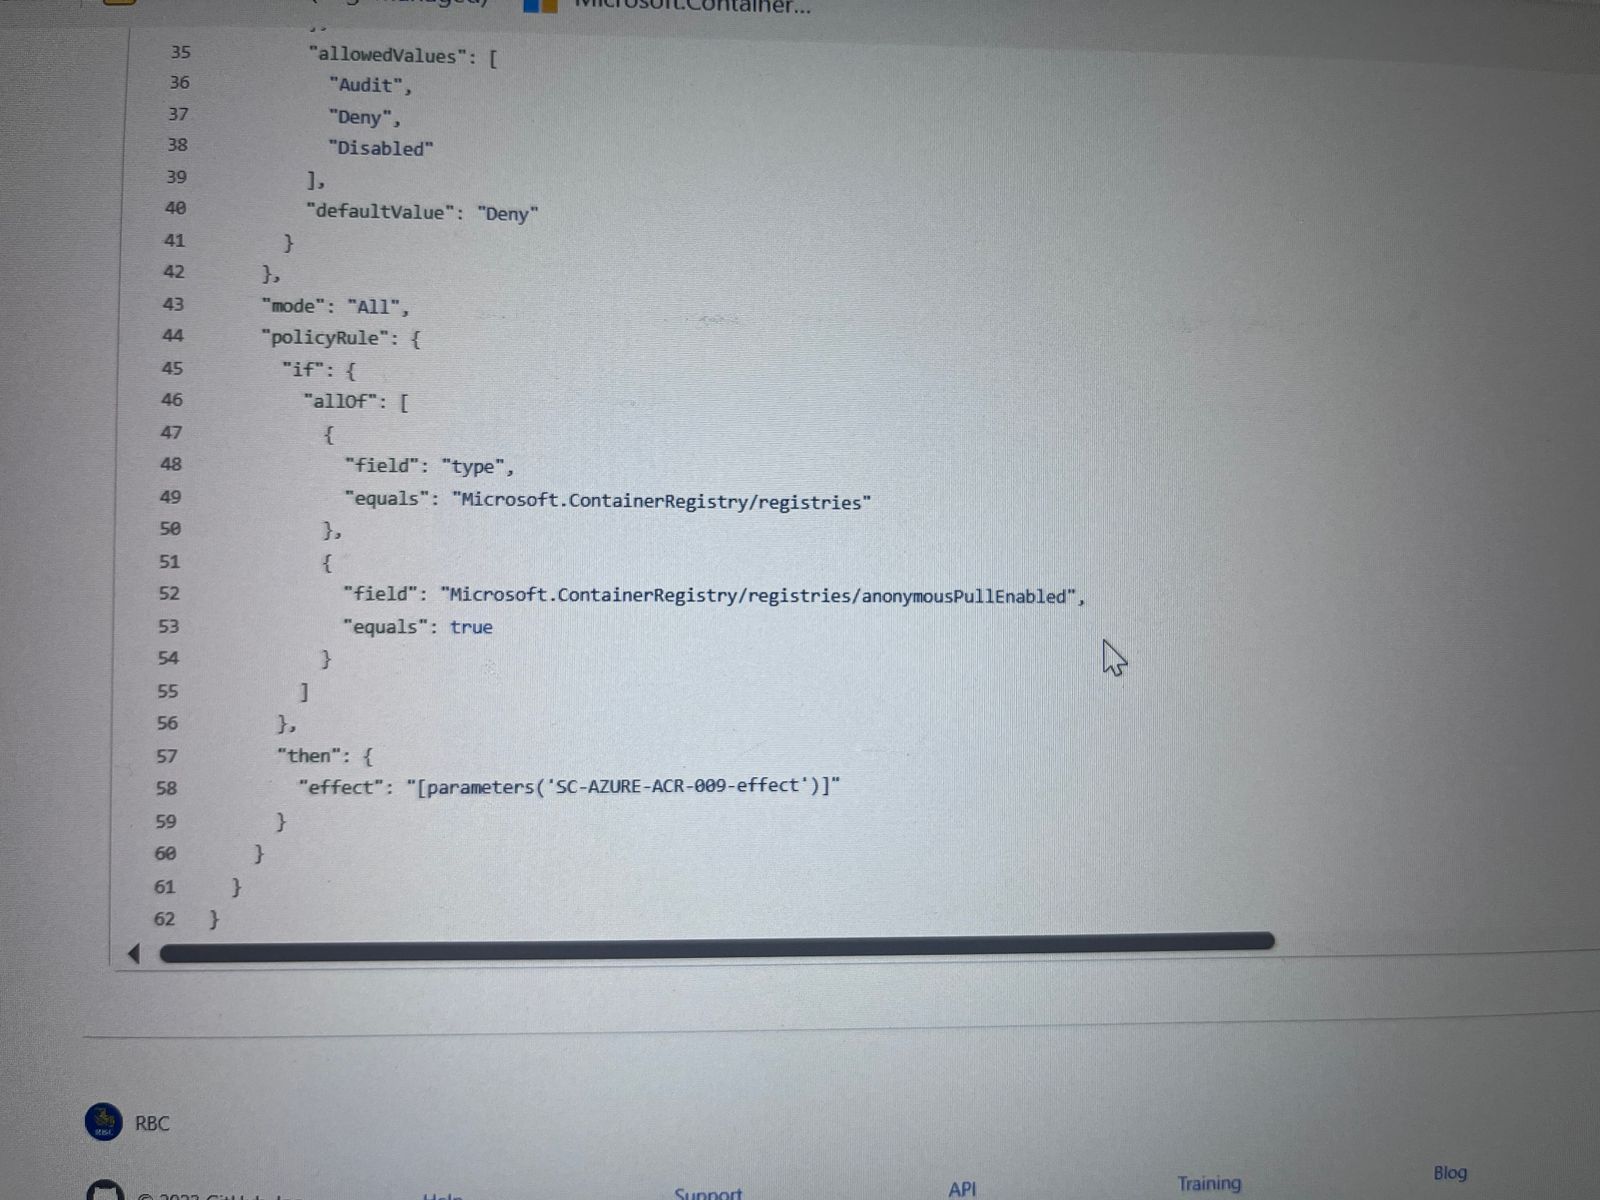 Microsoft.Container...
35 "allowedValues": [
36 "Audit",
37 "Deny",
38 "Disabled"
39 ],
40 "defaultValue": "Deny"
41 }
42 },
43 "mode": "All",
44 "policyRule": {
45 "if": {
46 "allOf": [
47 {
48 "field": "type",
49 "equals": "Microsoft.ContainerRegistry/registries"
50 },
51 {
52 "field": "Microsoft.ContainerRegistry/registries/anonymousPullEnabled",
53 "equals": true
54 }
55 ]
56 },
57 "then": {
58 "effect": "[parameters('SC-AZURE-ACR-009-effect')]"
59 }
60 }
61 }
62 }
RBC
Help Support API Training Blog